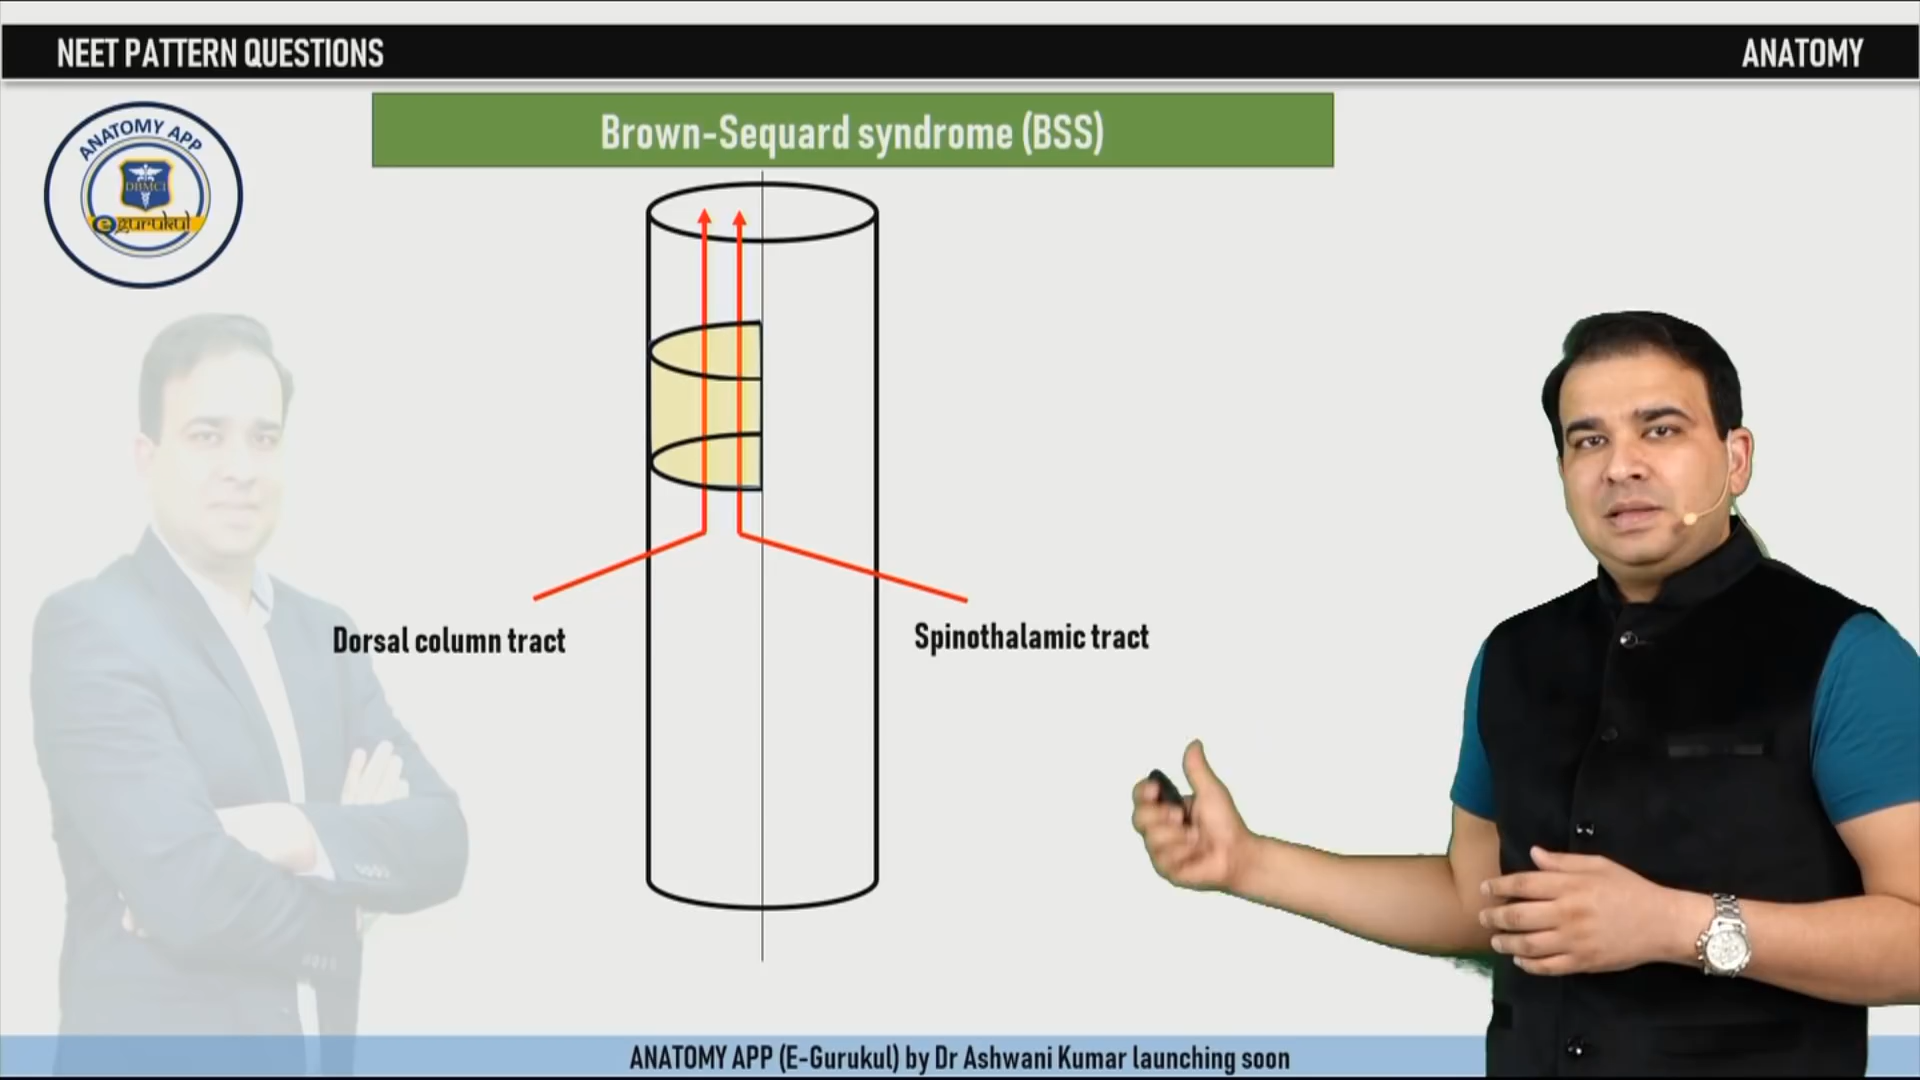 NEET PATTERN QUESTIONS
ANATOMY
ANATOMY APP
DBMCI
egurukul
Brown-Sequard syndrome (BSS)
Dorsal column tract
Spinothalamic tract
ANATOMY APP (E-Gurukul) by Dr Ashwani Kumar launching soon